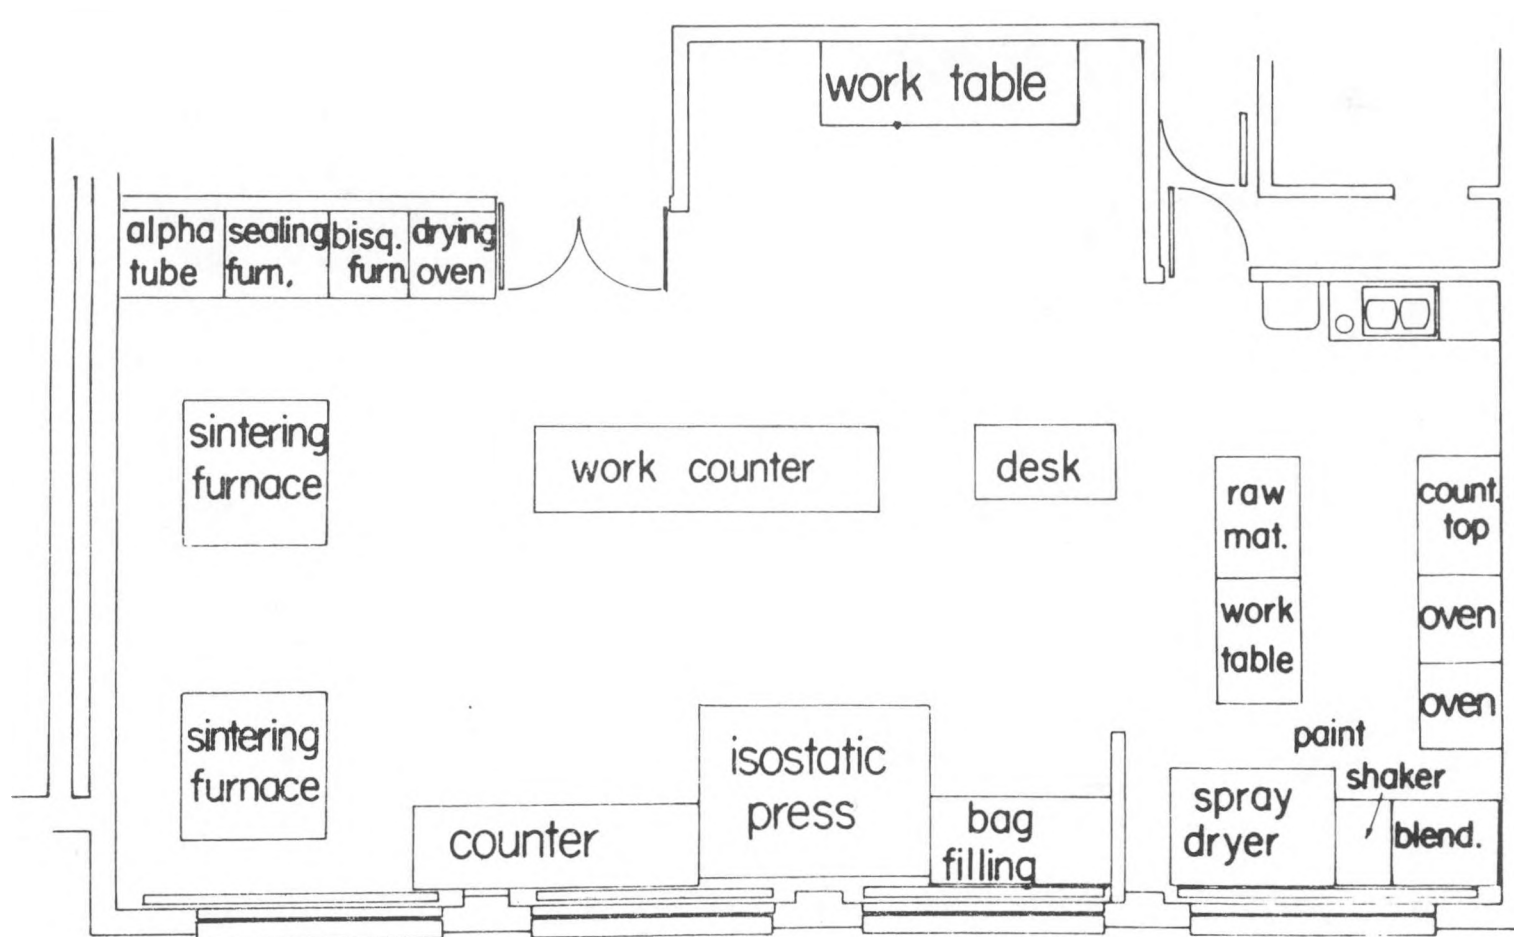 work table
alpha
tube
sealing
furn.
bisq.
furn
drying
oven
sintering
furnace
work counter
desk
raw
mat.
count.
top
work
table
oven
oven
sintering
furnace
counter
isostatic
press
bag
filling
paint
shaker
spray
dryer
blend.